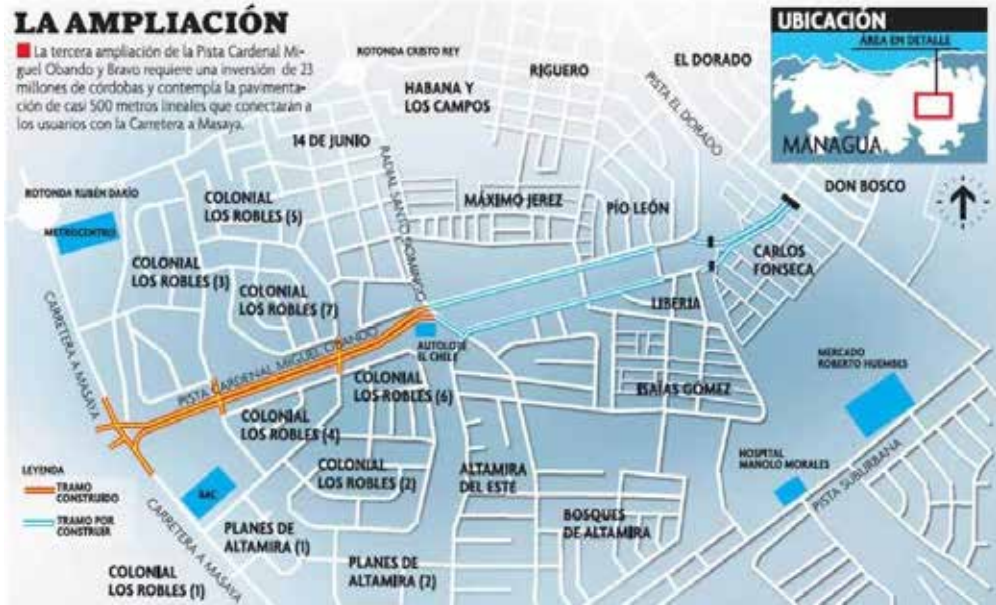 LA AMPLIACIÓN
La tercera ampliación de la Pista Cardenal Mi-
guel Obando y Bravo requiere una inversión de 23
millones de córdobas y contempla la pavimenta-
ción de casi 500 metros lineales que conectarán a
los usuarios con la Carretera a Masaya.
UBICACIÓN
ÁREA EN DETALLE
MANAGUA
ROTONDA CRISTO REY
RIGUERO
EL DORADO
HABANA Y
LOS CAMPOS
PISTA EL DORADO
14 DE JUNIO
RADIAL SANTO DOMINGO
DON BOSCO
ROTONDA RUBÉN DARÍO
COLONIAL
LOS ROBLES (5)
MÁXIMO JEREZ
PÍO LEÓN
METROCENTRO
CARLOS
FONSECA
COLONIAL
LOS ROBLES (3)
COLONIAL
LOS ROBLES (7)
LIBERIA
CARRETERA A MASAYA
PISTA CARDENAL MIGUEL OBANDO
AUTOLOTE
EL CHELE
MERCADO
ROBERTO HUEMBES
COLONIAL
LOS ROBLES (6)
ISAÍAS GÓMEZ
COLONIAL
LOS ROBLES (4)
HOSPITAL
MANOLO MORALES
LEYENDA
TRAMO
CONSTRUIDO
TRAMO POR
CONSTRUIR
COLONIAL
LOS ROBLES (2)
ALTAMIRA
DEL ESTE
PISTA SUBURBANA
BAC
CARRETERA A MASAYA
PLANES DE
ALTAMIRA (1)
BOSQUES
DE ALTAMIRA
PLANES DE
ALTAMIRA (2)
COLONIAL
LOS ROBLES (1)